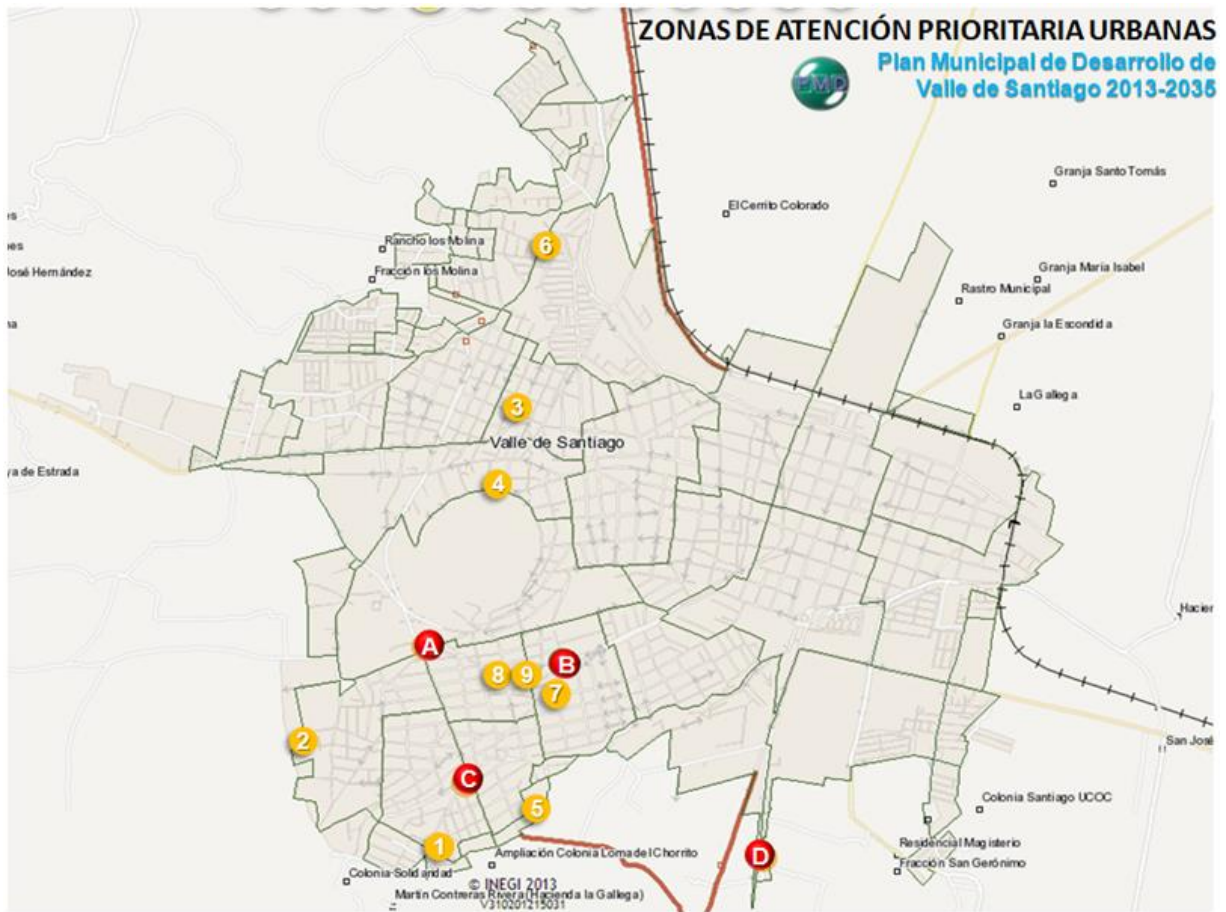 ZONAS DE ATENCIÓN PRIORITARIA URBANAS
PMD
Plan Municipal de Desarrollo de
Valle de Santiago 2013-2035
Granja Santo Tomás
El Cerrito Colorado
Rancho los Molina
6
José Hernández
Fracción los Molina
Granja María Isabel
Rastro Municipal
Granja la Escondida
La Gallega
3
Valle de Santiago
ya de Estrada
4
Hacier
A
B
8
9
7
2
San José
C
5
Colonia Santiago UCOC
1
Residencial Magisterio
Ampliación Colonia Loma del Chorrito
D
Fracción San Gerónimo
Colonia Solidaridad
© INEGI 2013
Martín Contreras Rivera (Hacienda la Gallega)
V310201215031